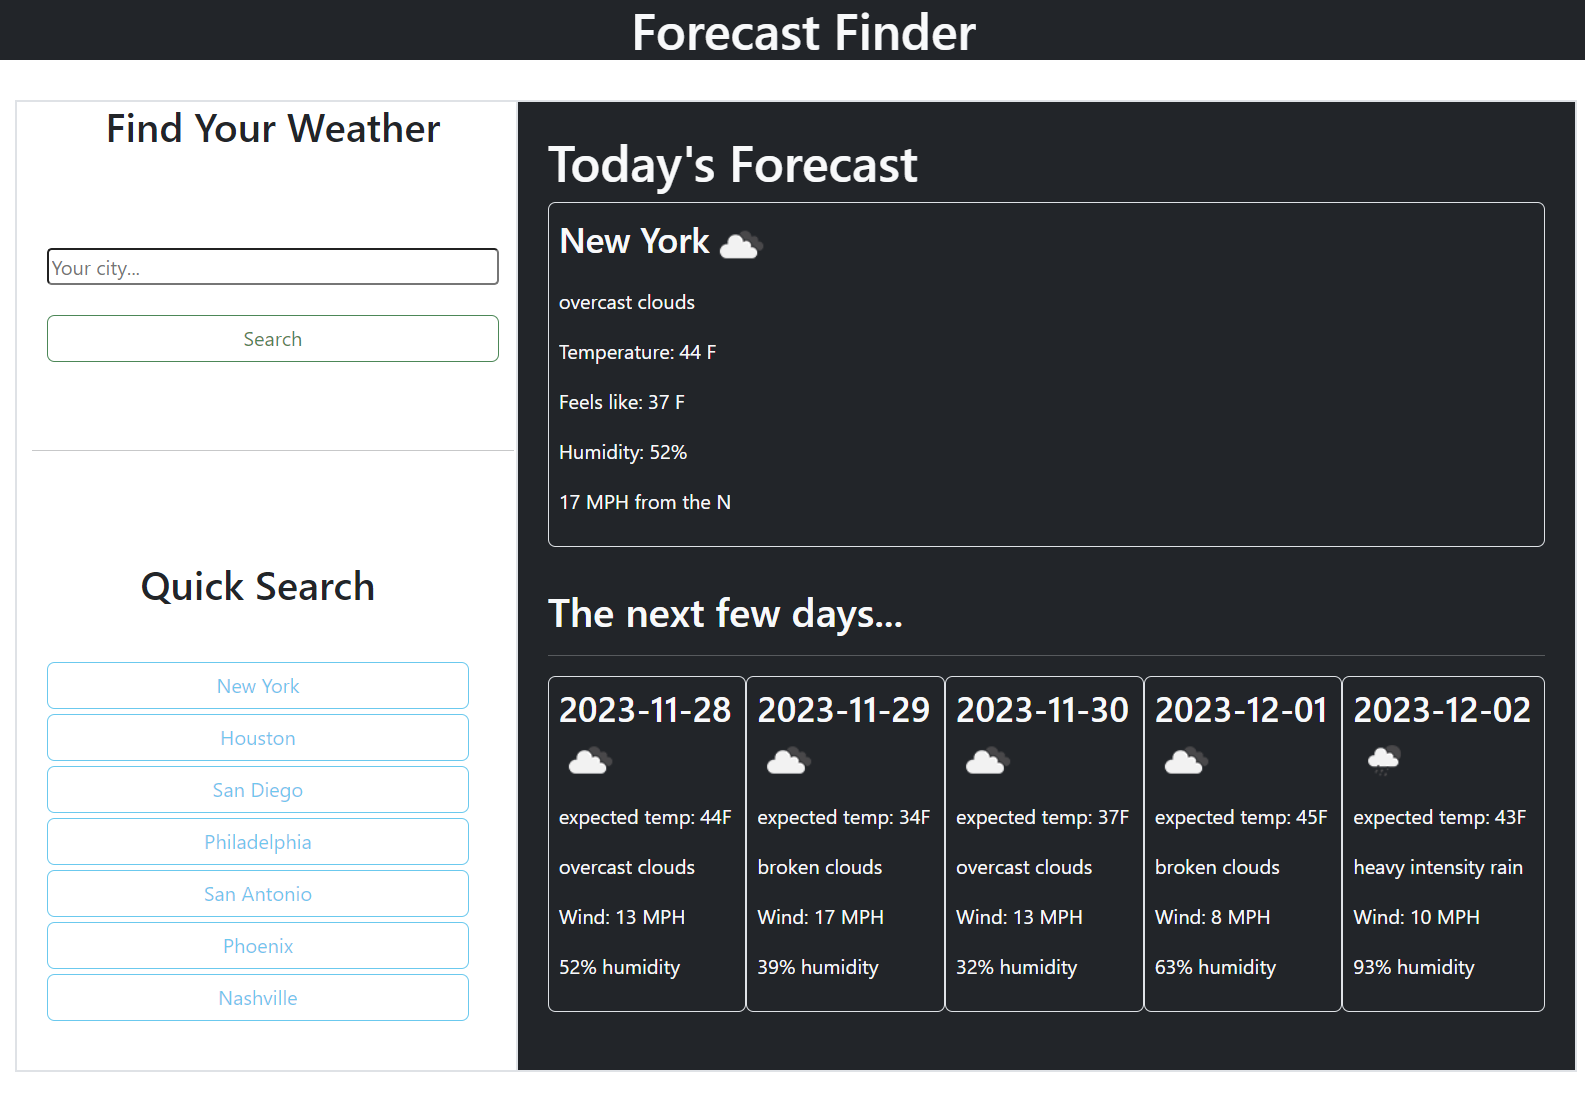 Forecast Finder
Find Your Weather
Your city...
Search
Quick Search
New York
Houston
San Diego
Philadelphia
San Antonio
Phoenix
Nashville
Today's Forecast
New York
overcast clouds
Temperature: 44 F
Feels like: 37 F
Humidity: 52%
17 MPH from the N
The next few days...
2023-11-28
expected temp: 44F
overcast clouds
Wind: 13 MPH
52% humidity
2023-11-29
expected temp: 34F
broken clouds
Wind: 17 MPH
39% humidity
2023-11-30
expected temp: 37F
overcast clouds
Wind: 13 MPH
32% humidity
2023-12-01
expected temp: 45F
broken clouds
Wind: 8 MPH
63% humidity
2023-12-02
expected temp: 43F
heavy intensity rain
Wind: 10 MPH
93% humidity